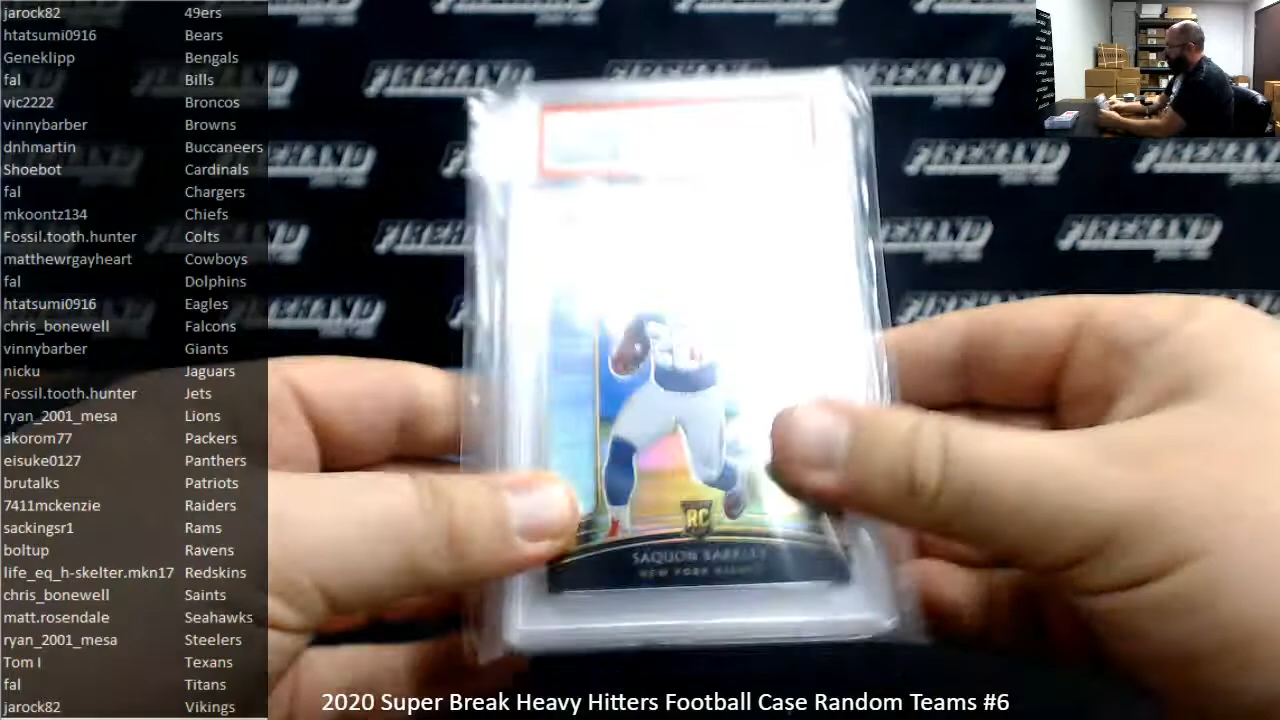 jarock82 49ers
htatsumi0916 Bears
Geneklipp Bengals
fal Bills
vic2222 Broncos
vinnybarber Browns
dnhmartin Buccaneers
Shoebot Cardinals
fal Chargers
mkoontz134 Chiefs
Fossil.tooth.hunter Colts
matthewrgayheart Cowboys
fal Dolphins
htatsumi0916 Eagles
chris_bonewell Falcons
vinnybarber Giants
nicku Jaguars
Fossil.tooth.hunter Jets
ryan_2001_mesa Lions
akorom77 Packers
eisuke0127 Panthers
brutalks Patriots
7411mckenzie Raiders
sackingsr1 Rams
boltup Ravens
life_eq_h-skelter.mkn17 Redskins
chris_bonewell Saints
matt.rosendale Seahawks
ryan_2001_mesa Steelers
Tom I Texans
fal Titans
jarock82 Vikings
FIREHAND
FIREHAND
FIREHAND
FIREHAND
FIREHAND
RC
SAQUON BARKLEY
NEW YORK GIANTS
2020 Super Break Heavy Hitters Football Case Random Teams #6